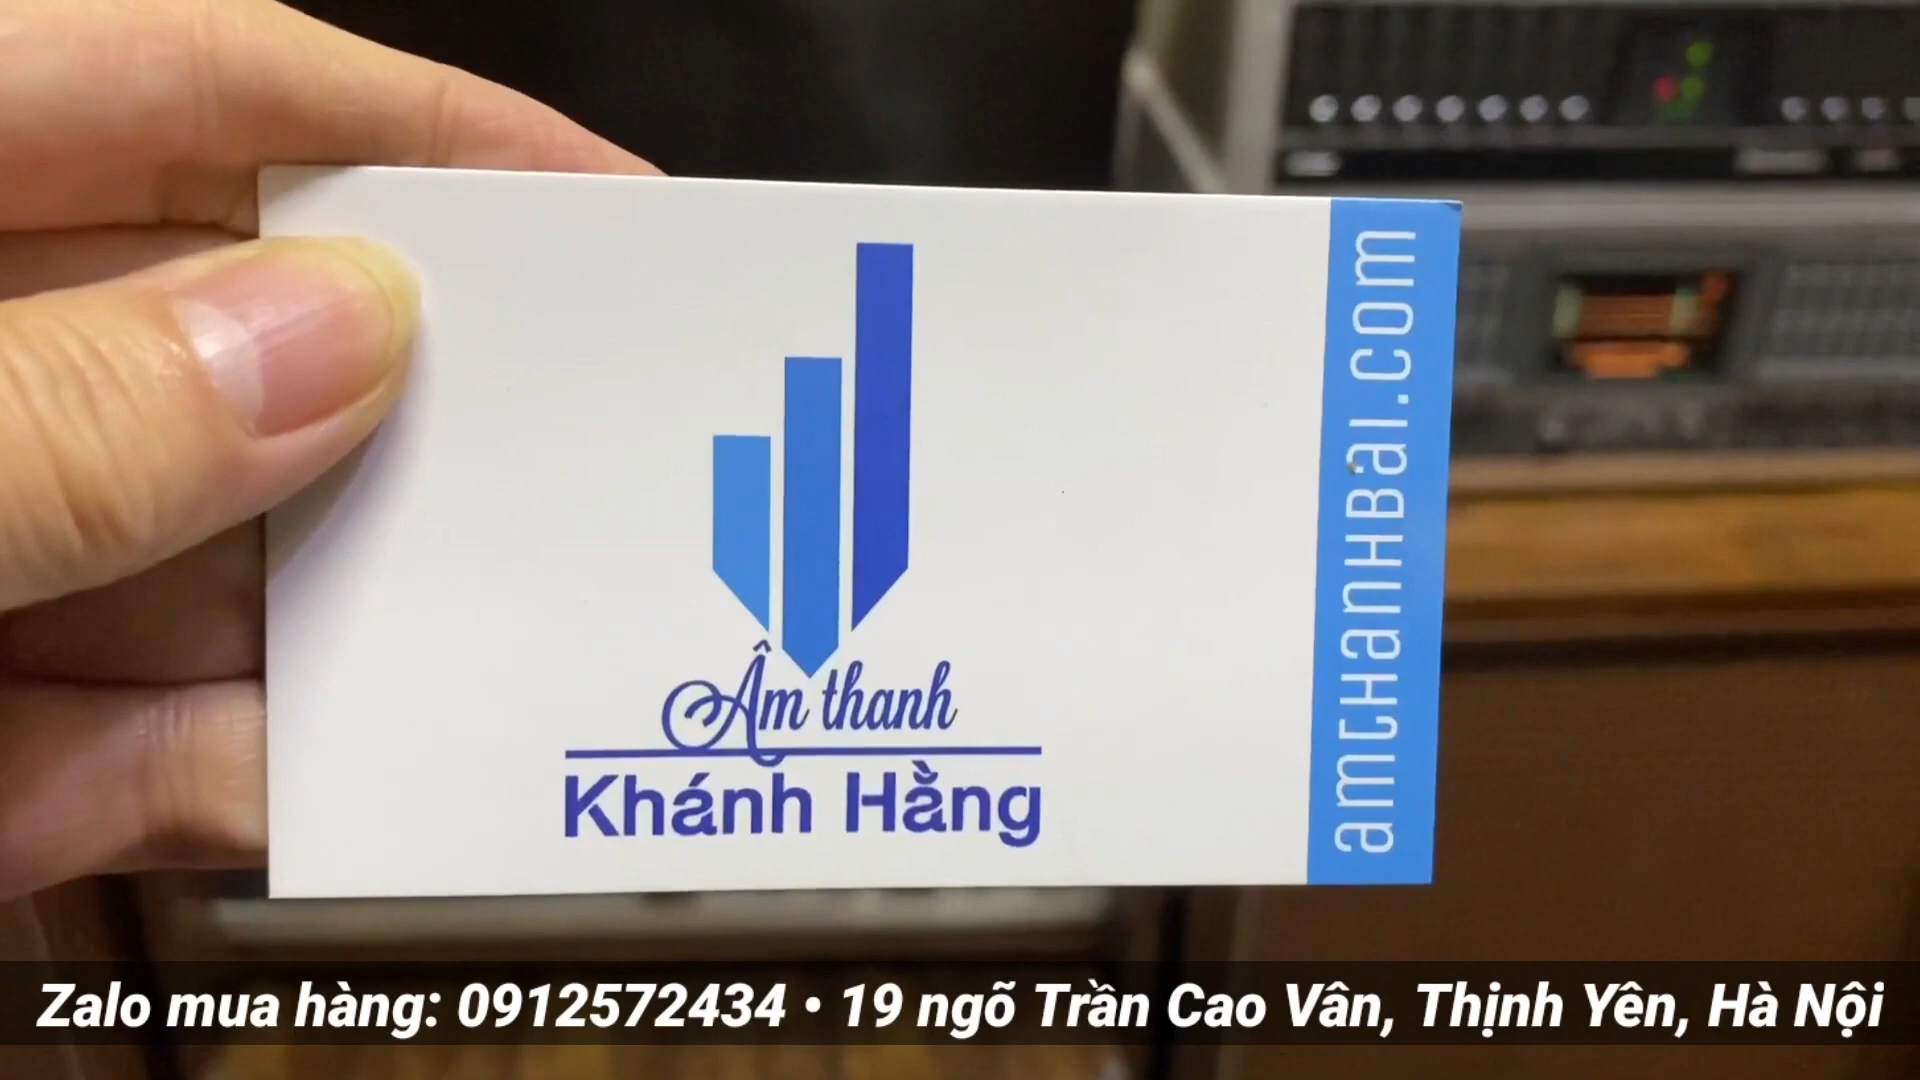 Âm thanh
Khánh Hằng
amthanhBai.com
Zalo mua hàng: 0912572434 • 19 ngõ Trần Cao Vân, Thịnh Yên, Hà Nội